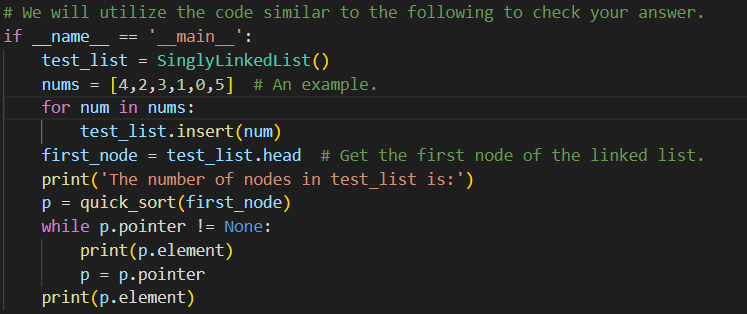 # We will utilize the code similar to the following to check your answer.
if __name__ == '__main__':
    test_list = SinglyLinkedList()
    nums = [4,2,3,1,0,5]  # An example.
    for num in nums:
        test_list.insert(num)
    first_node = test_list.head  # Get the first node of the linked list.
    print('The number of nodes in test_list is:')
    p = quick_sort(first_node)
    while p.pointer != None:
        print(p.element)
        p = p.pointer
    print(p.element)